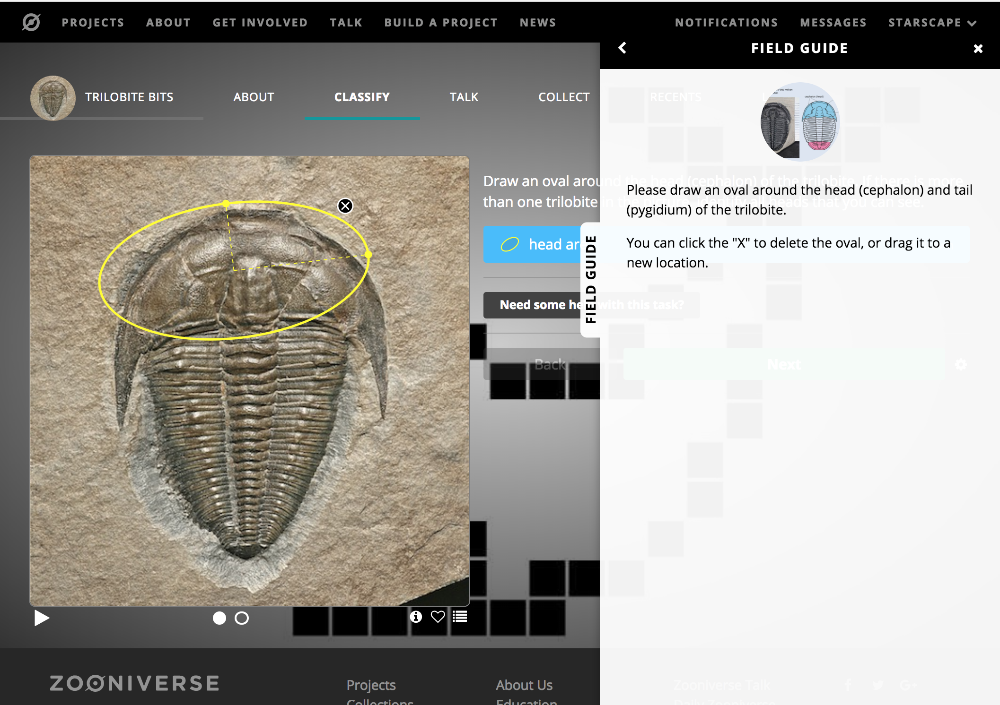 PROJECTS ABOUT GET INVOLVED TALK BUILD A PROJECT NEWS NOTIFICATIONS MESSAGES STARSCAPE
FIELD GUIDE
TRILOBITE BITS ABOUT CLASSIFY TALK COLLECT RECENTS
cephalon (head)
Draw an oval around the head (cephalon) of the trilobite. If there is more
than one trilobite in the picture, identify all heads that you can see.
Please draw an oval around the head (cephalon) and tail
(pygidium) of the trilobite.
head
You can click the "X" to delete the oval, or drag it to a
new location.
FIELD GUIDE
Need some help with this task?
Back Next
ZOONIVERSE
Projects About Us Zooniverse Talk
Collections Education Daily Zooniverse